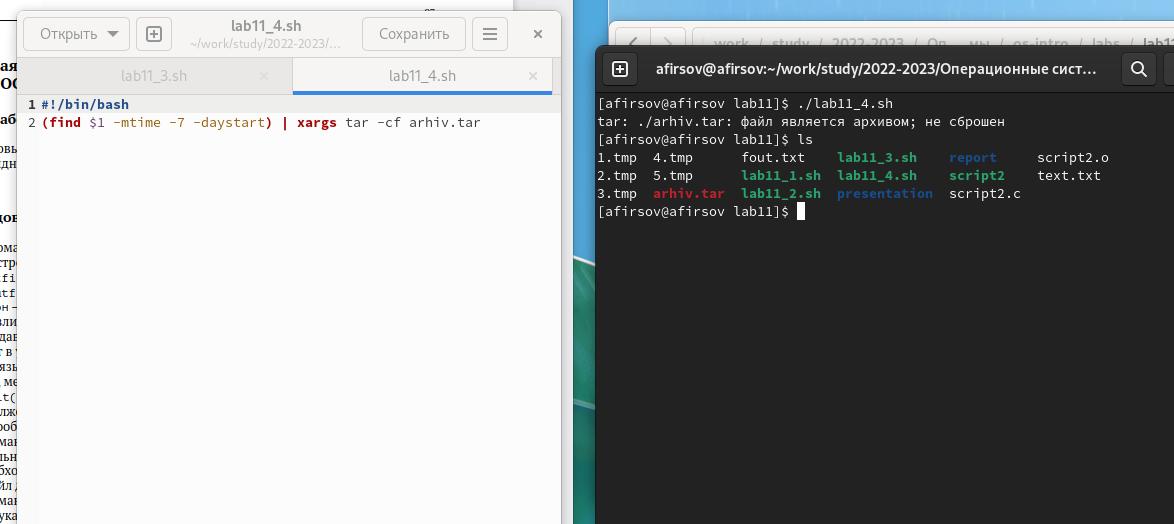 Открыть
lab11_4.sh
~/work/study/2022-2023/...
Сохранить
lab11_3.sh
lab11_4.sh
1 #!/bin/bash
2 (find $1 -mtime -7 -daystart) | xargs tar -cf arhiv.tar
work / study / 2022-2023 / / os-intro / labs /
afirsov@afirsov:~/work/study/2022-2023/Операционные сист...
[afirsov@afirsov lab11]$ ./lab11_4.sh
tar: ./arhiv.tar: файл является архивом; не сброшен
[afirsov@afirsov lab11]$ ls
1.tmp 4.tmp fout.txt lab11_3.sh report script2.o
2.tmp 5.tmp lab11_1.sh lab11_4.sh script2 text.txt
3.tmp arhiv.tar lab11_2.sh presentation script2.c
[afirsov@afirsov lab11]$